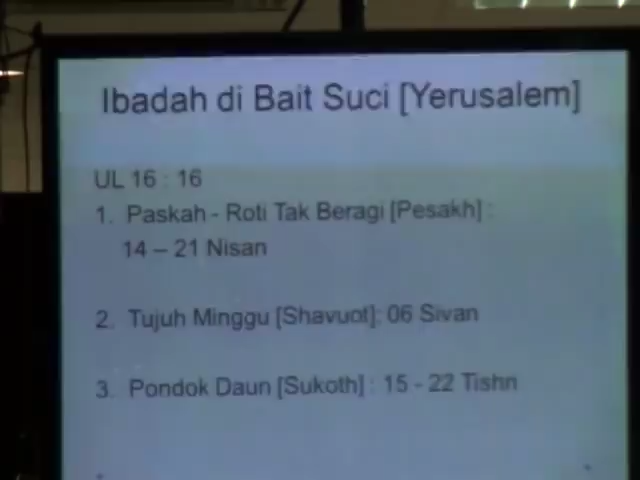 Ibadah di Bait Suci [Yerusalem]
UL 16 : 16
1. Paskah - Roti Tak Beragi [Pesakh] :
14 – 21 Nisan
2. Tujuh Minggu [Shavuot]; 06 Sivan
3. Pondok Daun [Sukoth] : 15 - 22 Tishri